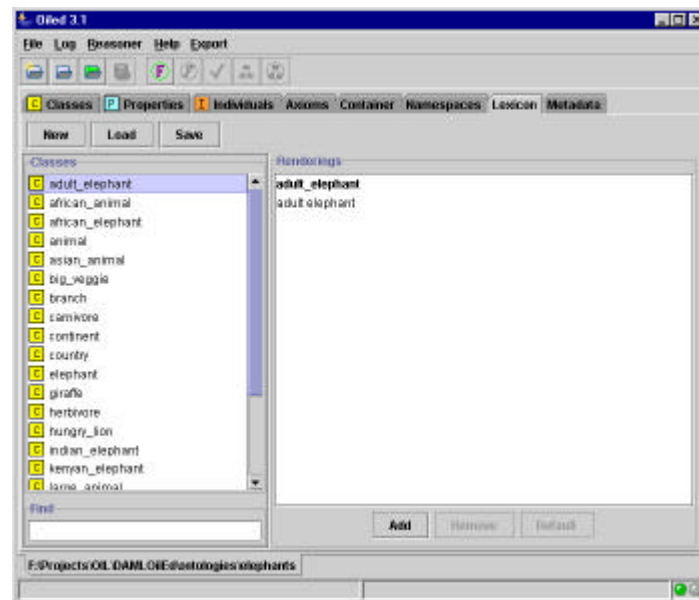 Oiled 3.1
File Log Reasoner Help Export
F
C Classes P Properties I Individuals Axioms Container Namespaces Lexicon Metadata
New Load Save
Classes
C adult_elephant
C african_animal
C african_elephant
C animal
C asian_animal
C big_veggie
C branch
C carnivore
C continent
C country
C elephant
C giraffe
C herbivore
C hungry_lion
C indian_elephant
C kenyan_elephant
C large_animal
Find
Renderings
adult_elephant
adult elephant
Add Remove Default
F:\Projects\OIL\DAMLOilEd\ontologies\elephants